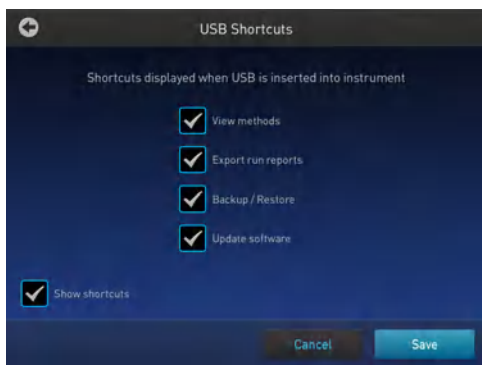 USB Shortcuts
Shortcuts displayed when USB is inserted into instrument
View methods
Export run reports
Backup / Restore
Update software
Show shortcuts
Cancel
Save